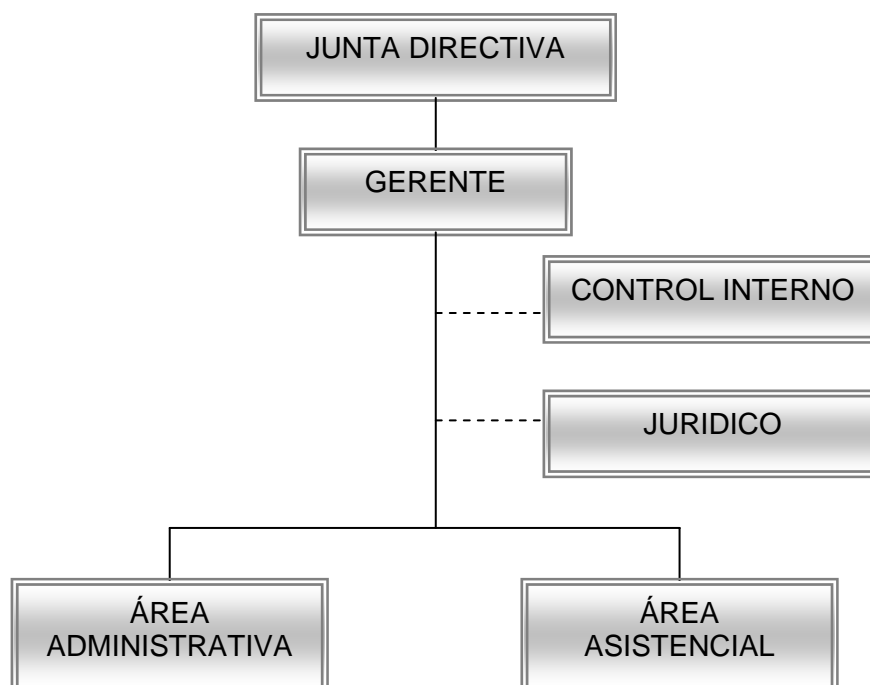 JUNTA DIRECTIVA
GERENTE
CONTROL INTERNO
JURIDICO
ÁREA
ADMINISTRATIVA
ÁREA
ASISTENCIAL